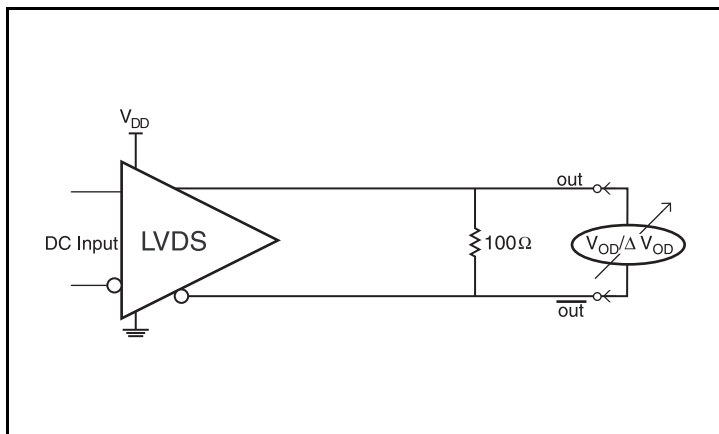 V_DD
out
DC Input
LVDS
100Ω
V_OD/Δ V_OD
out